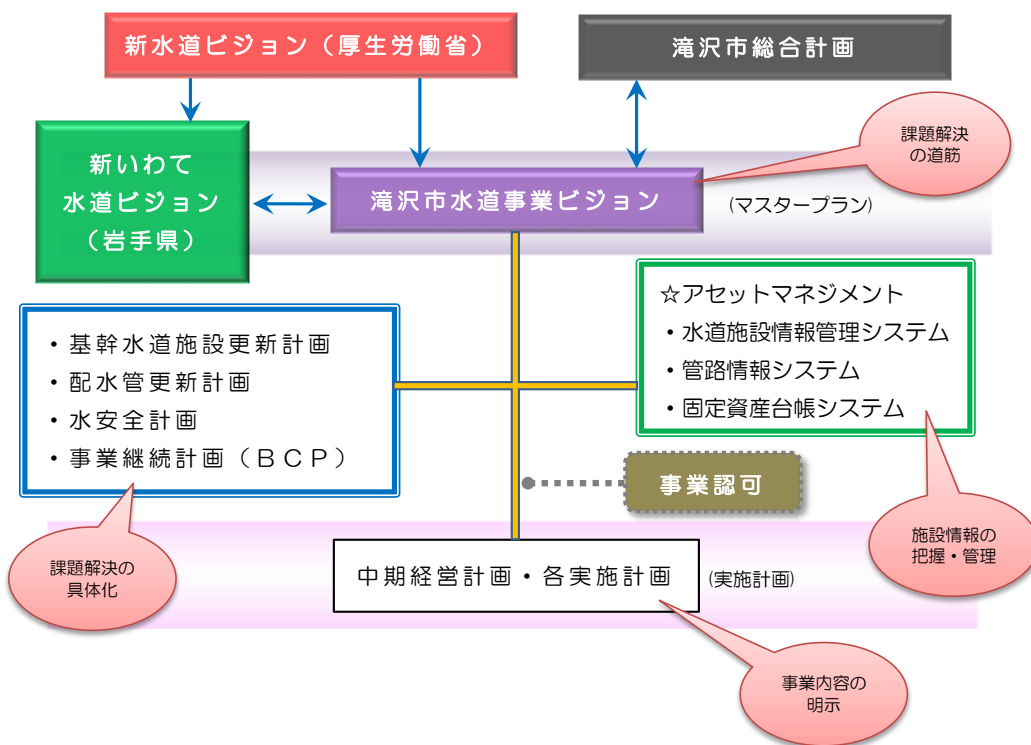 新水道ビジョン（厚生労働省）
滝沢市総合計画
課題解決
の道筋
新いわて
水道ビジョン
（岩手県）
滝沢市水道事業ビジョン
(マスタープラン)
・基幹水道施設更新計画
・配水管更新計画
・水安全計画
・事業継続計画（ＢＣＰ）
☆アセットマネジメント
・水道施設情報管理システム
・管路情報システム
・固定資産台帳システム
事業認可
課題解決の
具体化
施設情報の
把握・管理
中期経営計画・各実施計画
(実施計画)
事業内容の
明示